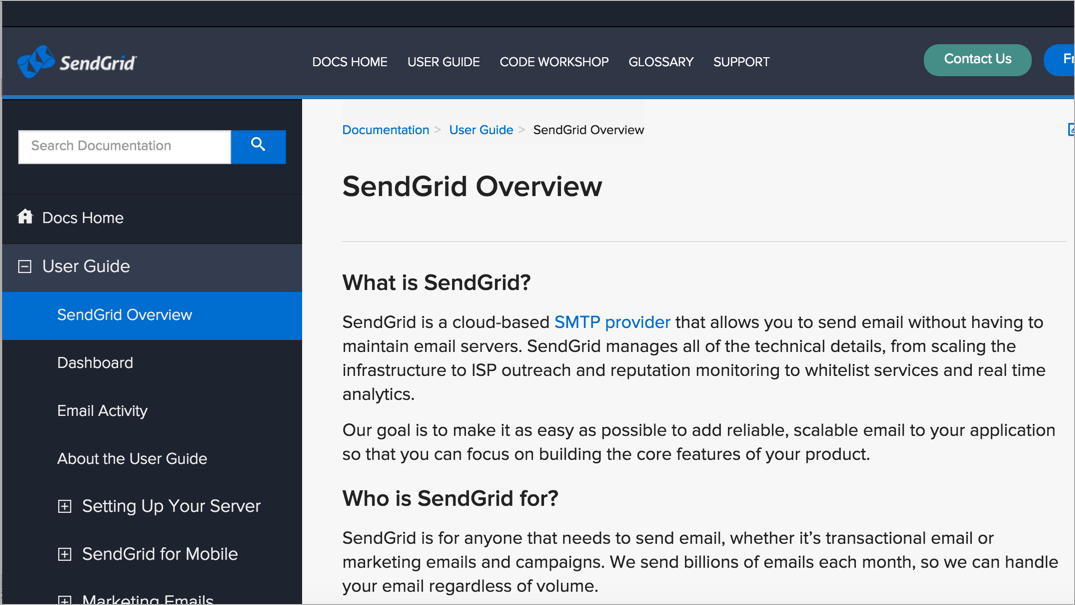 SendGrid
DOCS HOME USER GUIDE CODE WORKSHOP GLOSSARY SUPPORT
Contact Us
Search Documentation
Docs Home
User Guide
SendGrid Overview
Dashboard
Email Activity
About the User Guide
Setting Up Your Server
SendGrid for Mobile
Marketing Emails
Documentation > User Guide > SendGrid Overview
SendGrid Overview
What is SendGrid?
SendGrid is a cloud-based SMTP provider that allows you to send email without having to
maintain email servers. SendGrid manages all of the technical details, from scaling the
infrastructure to ISP outreach and reputation monitoring to whitelist services and real time
analytics.
Our goal is to make it as easy as possible to add reliable, scalable email to your application
so that you can focus on building the core features of your product.
Who is SendGrid for?
SendGrid is for anyone that needs to send email, whether it’s transactional email or
marketing emails and campaigns. We send billions of emails each month, so we can handle
your email regardless of volume.